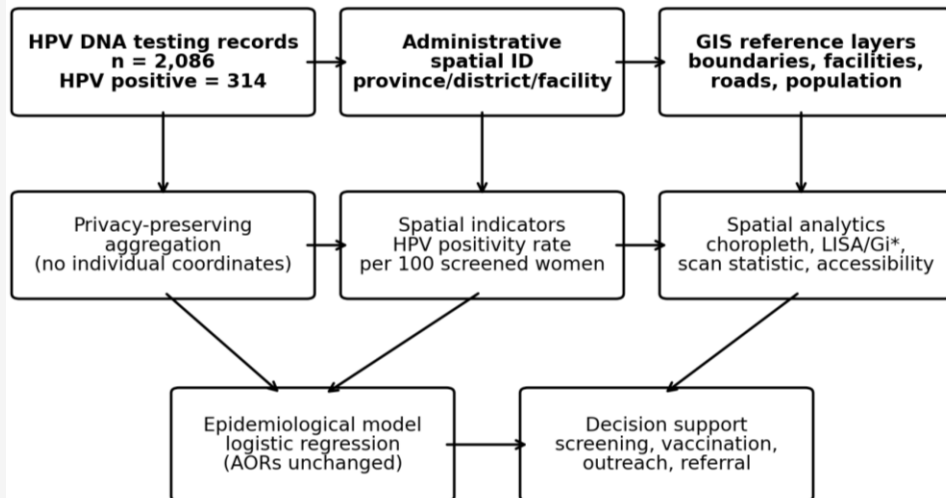 HPV DNA testing records
n = 2,086
HPV positive = 314
Administrative
spatial ID
province/district/facility
GIS reference layers
boundaries, facilities,
roads, population
Privacy-preserving
aggregation
(no individual coordinates)
Spatial indicators
HPV positivity rate
per 100 screened women
Spatial analytics
choropleth, LISA/Gi*,
scan statistic, accessibility
Epidemiological model
logistic regression
(AORs unchanged)
Decision support
screening, vaccination,
outreach, referral